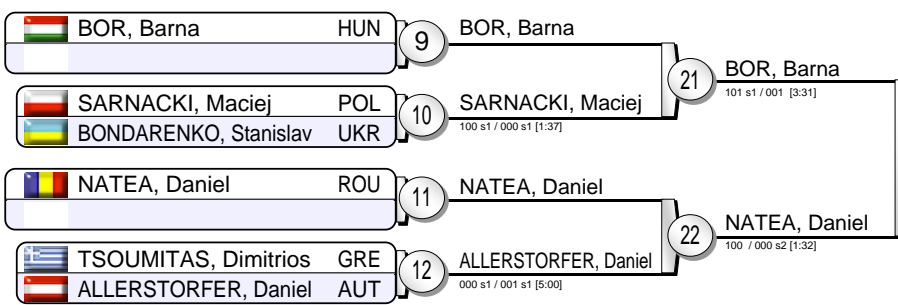 BOR, Barna HUN
9
BOR, Barna
SARNACKI, Maciej POL
BONDARENKO, Stanislav UKR
10
SARNACKI, Maciej
100 s1 / 000 s1 [1:37]
21
BOR, Barna
101 s1 / 001 [3:31]
NATEA, Daniel ROU
11
NATEA, Daniel
TSOUMITAS, Dimitrios GRE
ALLERSTORFER, Daniel AUT
12
ALLERSTORFER, Daniel
000 s1 / 001 s1 [5:00]
22
NATEA, Daniel
100 / 000 s2 [1:32]